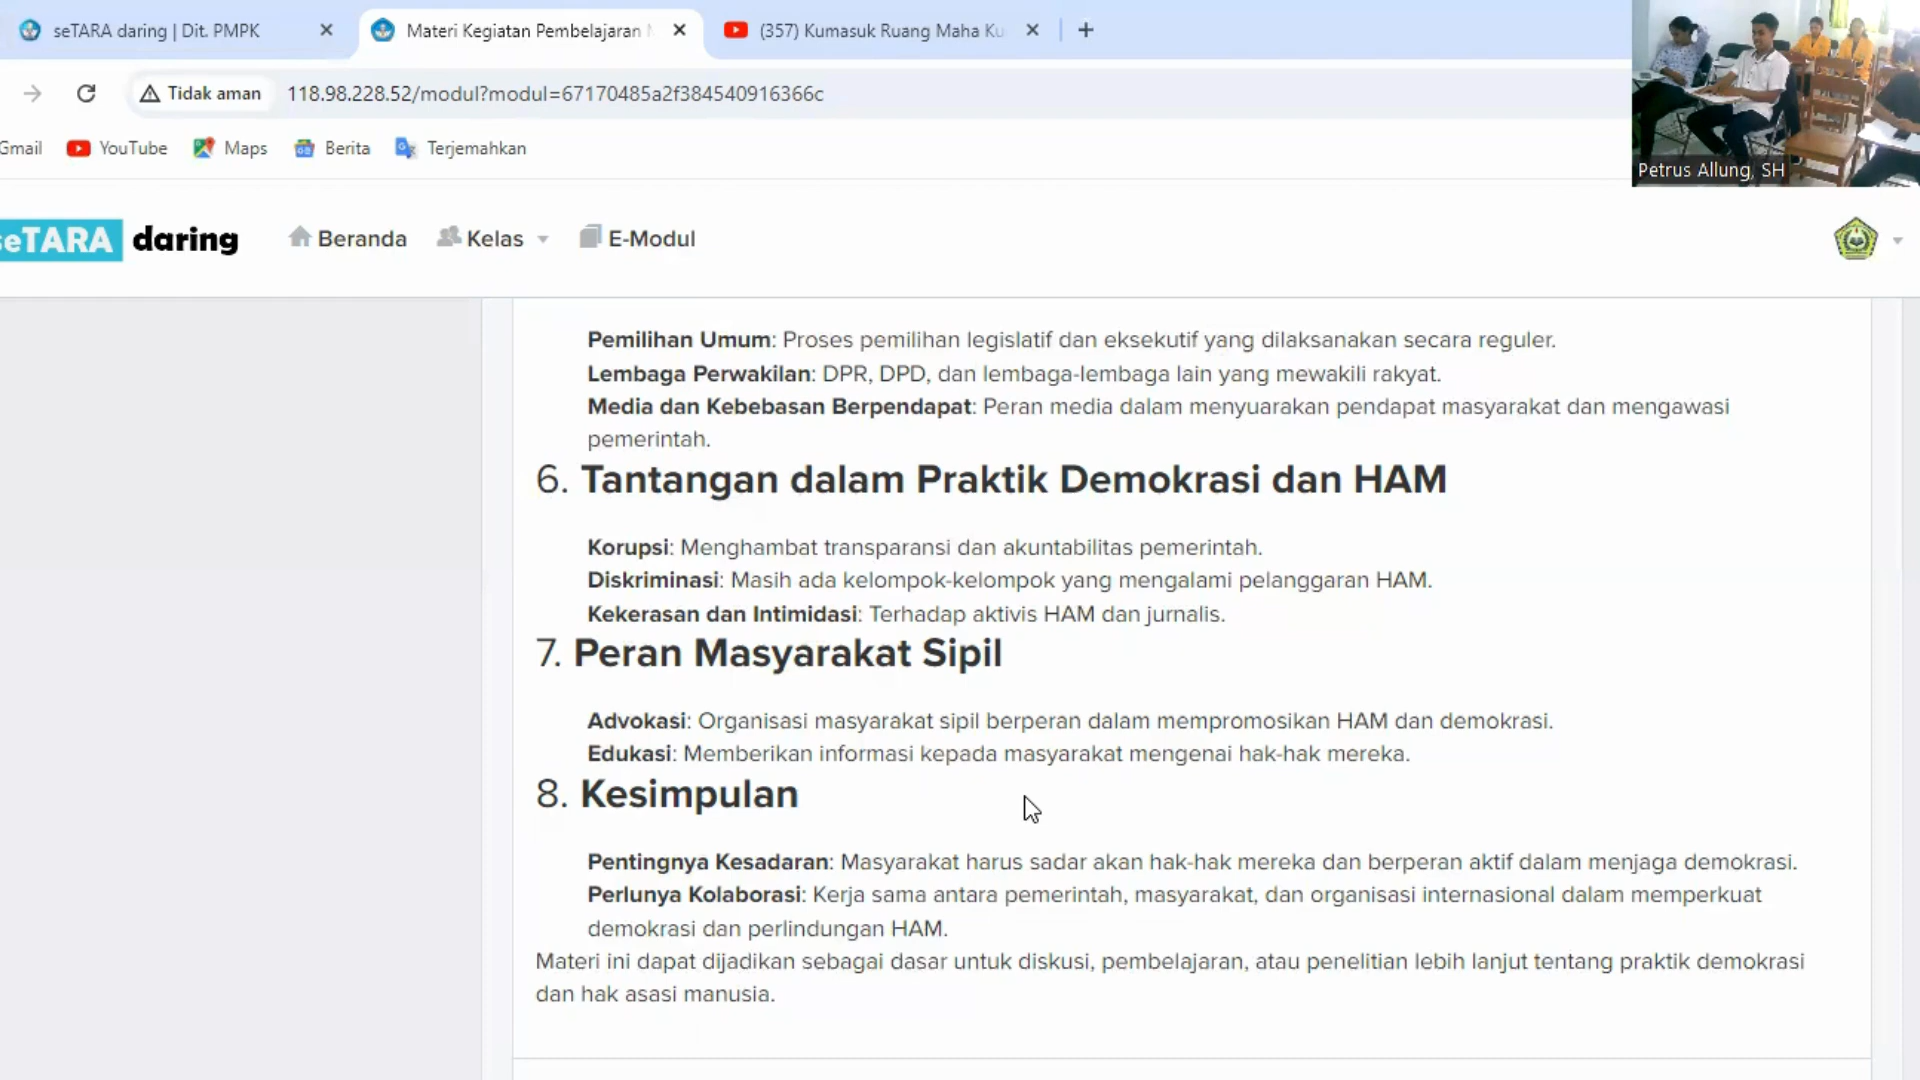 seTARA daring | Dit. PMPK
Materi Kegiatan Pembelajaran
(357) Kumasuk Ruang Maha Ku
Tidak aman
118.98.228.52/modul?modul=67170485a2f384540916366c
Gmail
YouTube
Maps
Berita
Terjemahkan
Petrus Allung, SH
seTARA daring
Beranda
Kelas
E-Modul
Pemilihan Umum: Proses pemilihan legislatif dan eksekutif yang dilaksanakan secara reguler.
Lembaga Perwakilan: DPR, DPD, dan lembaga-lembaga lain yang mewakili rakyat.
Media dan Kebebasan Berpendapat: Peran media dalam menyuarakan pendapat masyarakat dan mengawasi
pemerintah.
6. Tantangan dalam Praktik Demokrasi dan HAM
Korupsi: Menghambat transparansi dan akuntabilitas pemerintah.
Diskriminasi: Masih ada kelompok-kelompok yang mengalami pelanggaran HAM.
Kekerasan dan Intimidasi: Terhadap aktivis HAM dan jurnalis.
7. Peran Masyarakat Sipil
Advokasi: Organisasi masyarakat sipil berperan dalam mempromosikan HAM dan demokrasi.
Edukasi: Memberikan informasi kepada masyarakat mengenai hak-hak mereka.
8. Kesimpulan
Pentingnya Kesadaran: Masyarakat harus sadar akan hak-hak mereka dan berperan aktif dalam menjaga demokrasi.
Perlunya Kolaborasi: Kerja sama antara pemerintah, masyarakat, dan organisasi internasional dalam memperkuat
demokrasi dan perlindungan HAM.
Materi ini dapat dijadikan sebagai dasar untuk diskusi, pembelajaran, atau penelitian lebih lanjut tentang praktik demokrasi
dan hak asasi manusia.